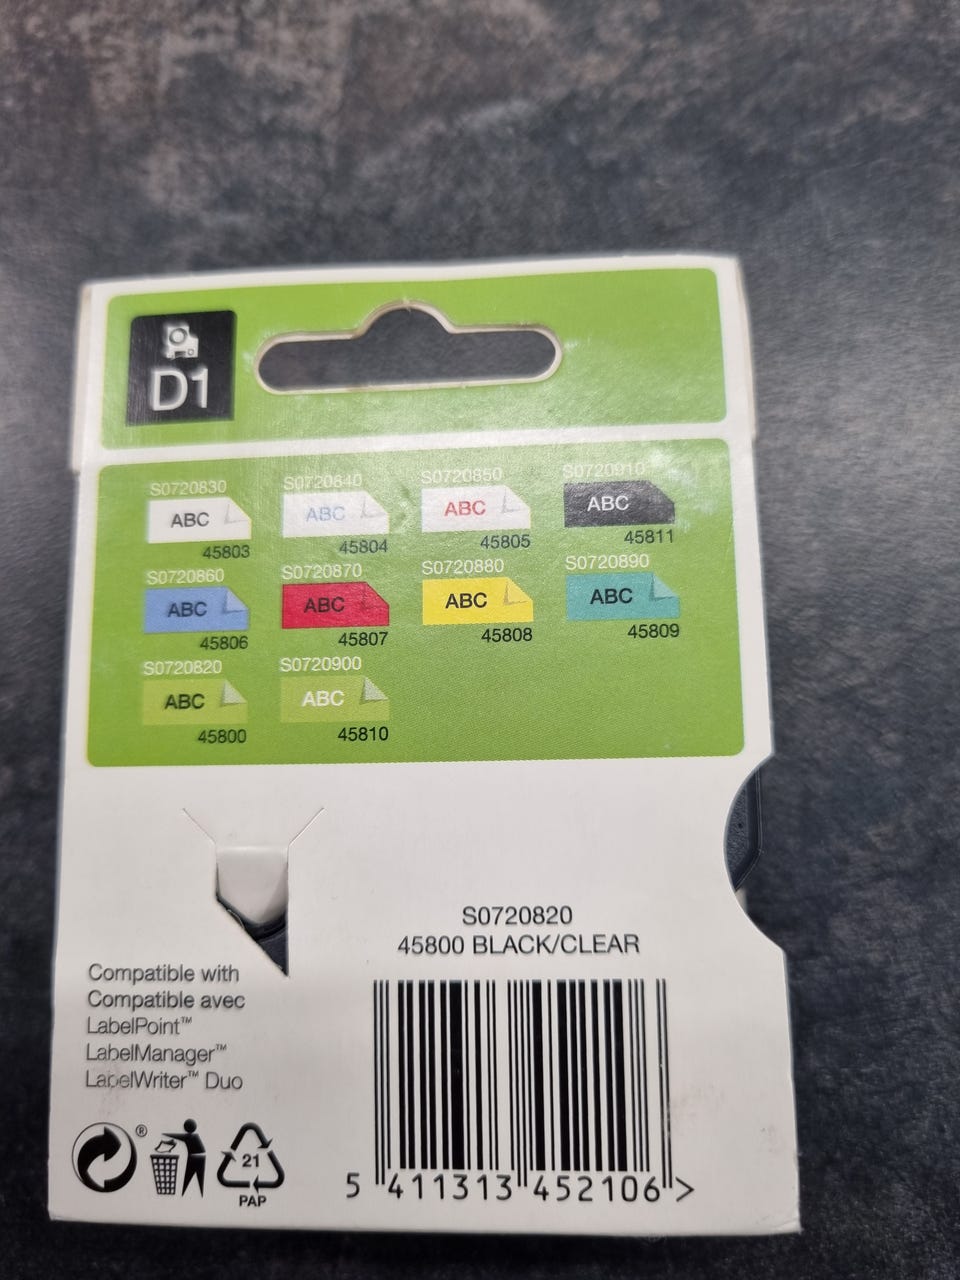 D1
S0720830 S0720840 S0720850 S0720910
ABC ABC ABC ABC
45803 45804 45805 45811
S0720860 S0720870 S0720880 S0720890
ABC ABC ABC ABC
45806 45807 45808 45809
S0720820 S0720900
ABC ABC
45800 45810
S0720820
45800 BLACK/CLEAR
Compatible with
Compatible avec
LabelPoint™
LabelManager™
LabelWriter™ Duo
®
21
PAP
5 411313 452106 >